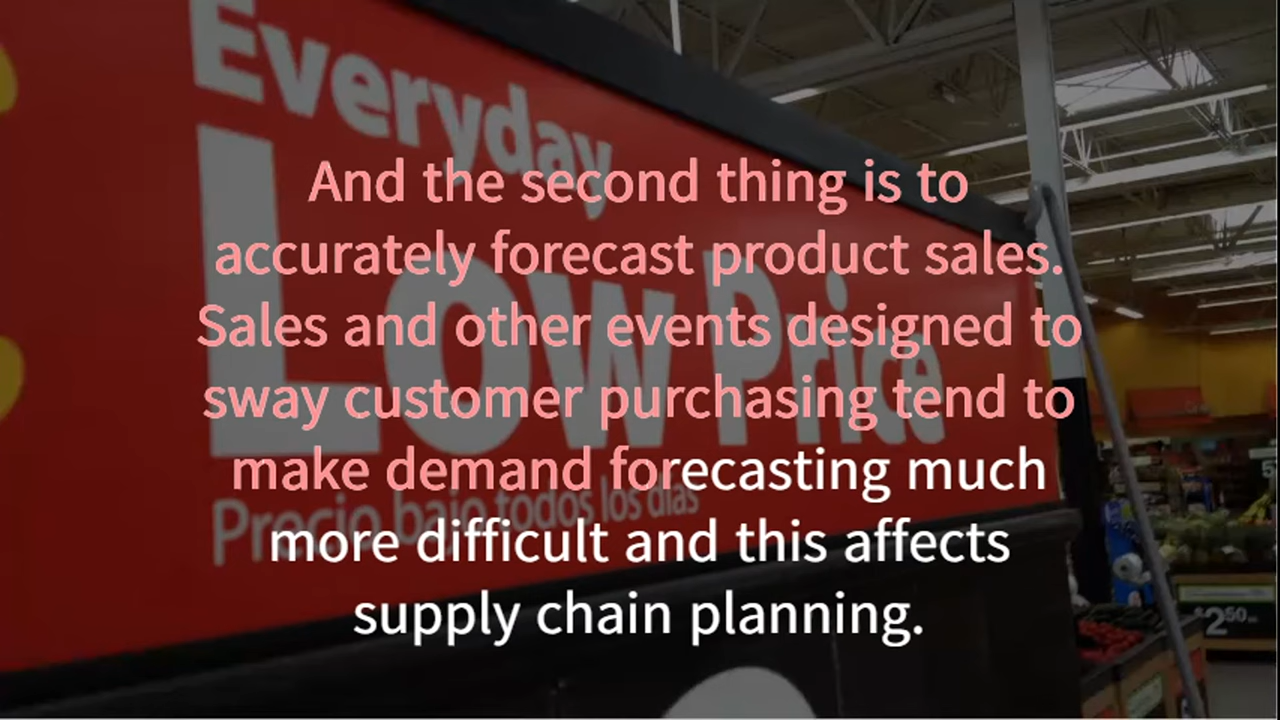 Everyday
Low Price
Precio bajo todos los días
And the second thing is to
accurately forecast product sales.
Sales and other events designed to
sway customer purchasing tend to
make demand forecasting much
more difficult and this affects
supply chain planning.
$2.50